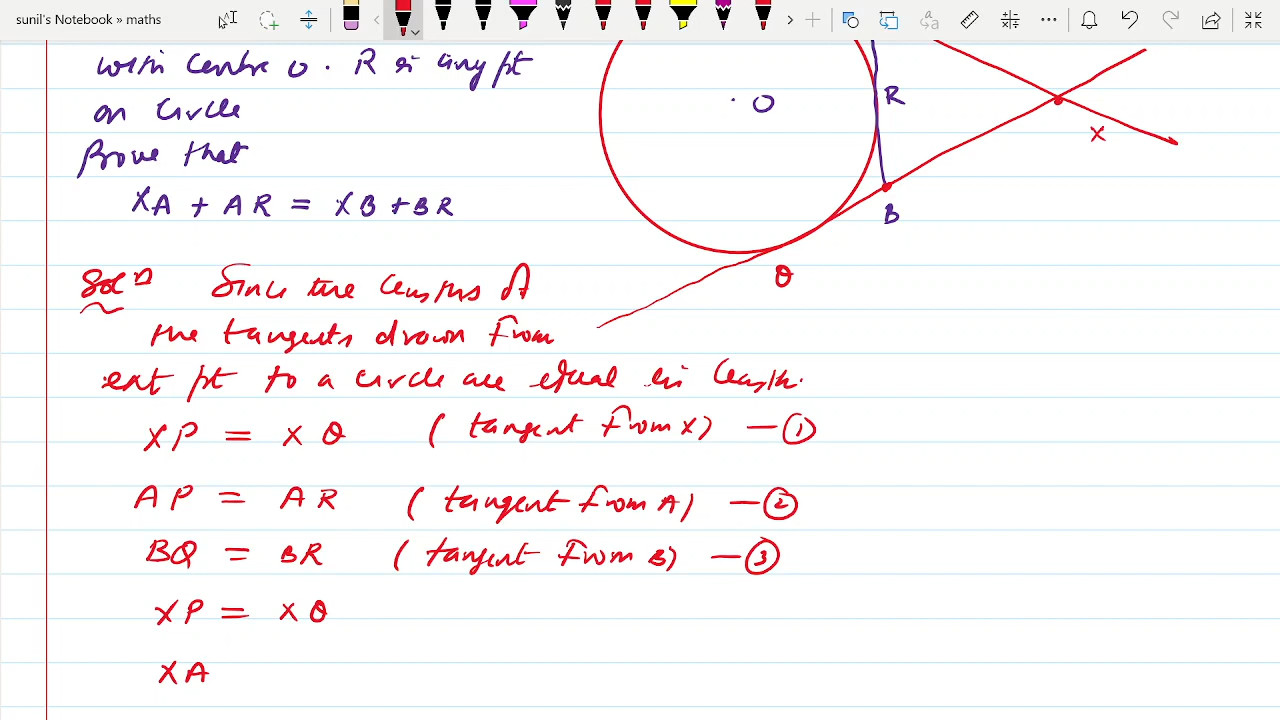 sunil's Notebook » maths
with Centre O. R is any pt
on Circle
Prove that
XA + AR = XB + BR
O
R
X
B
Q
Soln Since the lengths of
the tangents drawn from
ext pt to a circle are equal in length.
XP = XQ (tangent from X) — ①
AP = AR (tangent from A) — ②
BQ = BR (tangent from B) — ③
XP = XQ
XA